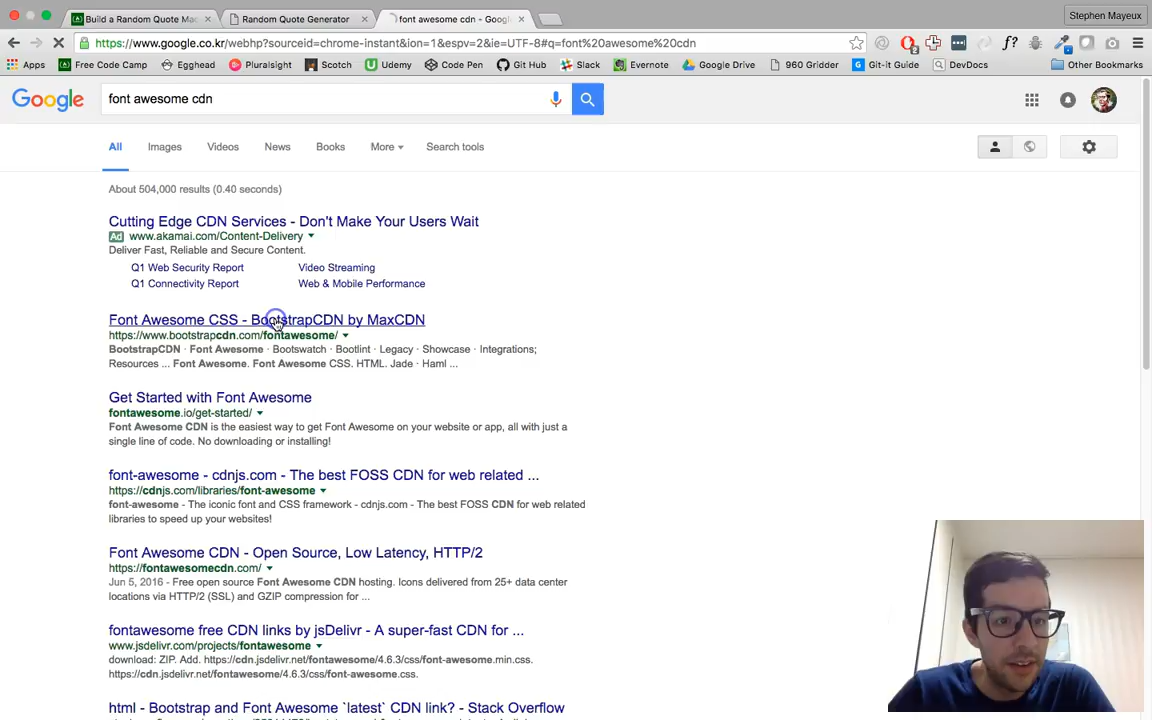 Build a Random Quote Mac
Random Quote Generator
font awesome cdn - Googl
Stephen Mayeux
https://www.google.co.kr/webhp?sourceid=chrome-instant&ion=1&espv=2&ie=UTF-8#q=font%20awesome%20cdn
Apps
Free Code Camp
Egghead
Pluralsight
Scotch
Udemy
Code Pen
Git Hub
Slack
Evernote
Google Drive
960 Gridder
Git-it Guide
DevDocs
Other Bookmarks
Google
font awesome cdn
All
Images
Videos
News
Books
More
Search tools
About 504,000 results (0.40 seconds)
Cutting Edge CDN Services - Don't Make Your Users Wait
Ad www.akamai.com/Content-Delivery
Deliver Fast, Reliable and Secure Content.
Q1 Web Security Report
Video Streaming
Q1 Connectivity Report
Web & Mobile Performance
Font Awesome CSS - BootstrapCDN by MaxCDN
https://www.bootstrapcdn.com/fontawesome/
BootstrapCDN · Font Awesome · Bootswatch · Bootlint · Legacy · Showcase · Integrations;
Resources ... Font Awesome. Font Awesome CSS. HTML. Jade · Haml ...
Get Started with Font Awesome
fontawesome.io/get-started/
Font Awesome CDN is the easiest way to get Font Awesome on your website or app, all with just a
single line of code. No downloading or installing!
font-awesome - cdnjs.com - The best FOSS CDN for web related ...
https://cdnjs.com/libraries/font-awesome
font-awesome - The iconic font and CSS framework - cdnjs.com - The best FOSS CDN for web related
libraries to speed up your websites!
Font Awesome CDN - Open Source, Low Latency, HTTP/2
https://fontawesomecdn.com/
Jun 5, 2016 - Free open source Font Awesome CDN hosting. Icons delivered from 25+ data center
locations via HTTP/2 (SSL) and GZIP compression for ...
fontawesome free CDN links by jsDelivr - A super-fast CDN for ...
www.jsdelivr.com/projects/fontawesome
download: ZIP. Add. https://cdn.jsdelivr.net/fontawesome/4.6.3/css/font-awesome.min.css.
https://cdn.jsdelivr.net/fontawesome/4.6.3/css/font-awesome.css.
html - Bootstrap and Font Awesome `latest` CDN link? - Stack Overflow